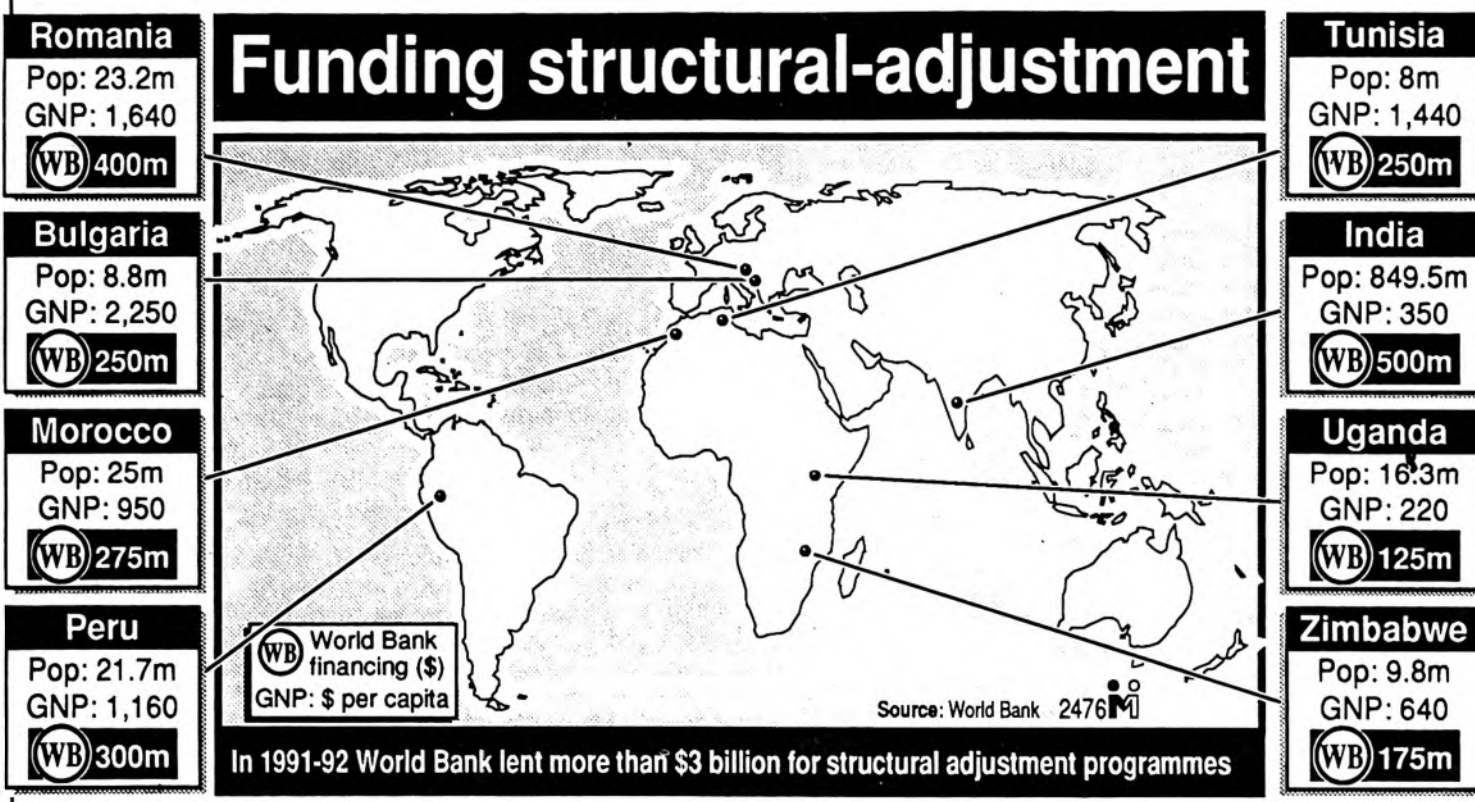 Funding structural-adjustment
Romania
Pop: 23.2m
GNP: 1,640
WB 400m
Bulgaria
Pop: 8.8m
GNP: 2,250
WB 250m
Morocco
Pop: 25m
GNP: 950
WB 275m
Peru
Pop: 21.7m
GNP: 1,160
WB 300m
Tunisia
Pop: 8m
GNP: 1,440
WB 250m
India
Pop: 849.5m
GNP: 350
WB 500m
Uganda
Pop: 16.3m
GNP: 220
WB 125m
Zimbabwe
Pop: 9.8m
GNP: 640
WB 175m
WB World Bank
financing ($)
GNP: $ per capita
Source: World Bank 2476
In 1991-92 World Bank lent more than $3 billion for structural adjustment programmes